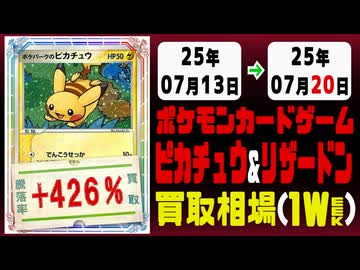 ポケパークのピカチュウ HP50
でんこうせっか 10
騰落率 +426% 買取
25年 07月13日 → 25年 07月20日
ポケモンカードゲーム
ピカチュウ&リザードン
買取相場(1W)